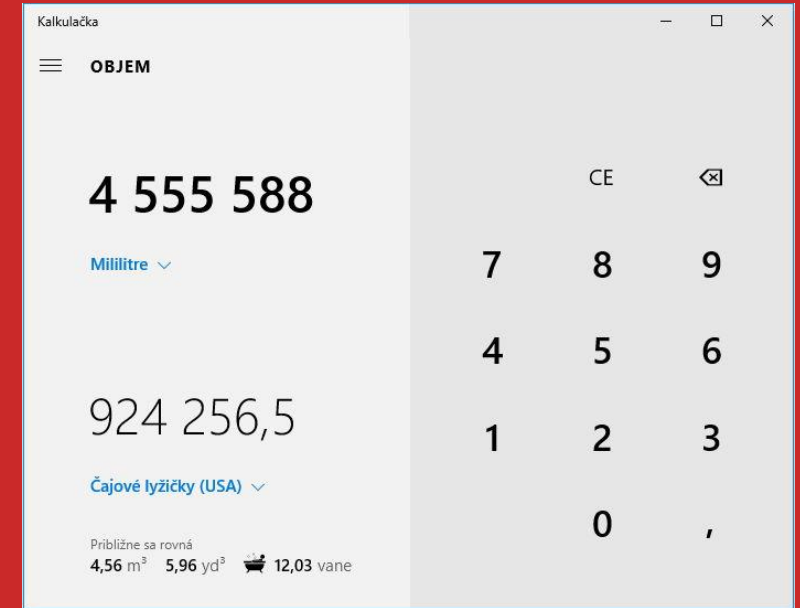 Kalkulačka
OBJEM
4 555 588
Mililitre
924 256,5
Čajové lyžičky (USA)
Približne sa rovná
4,56 m³ 5,96 yd³ 12,03 vane
CE
7 8 9
4 5 6
1 2 3
0 ,